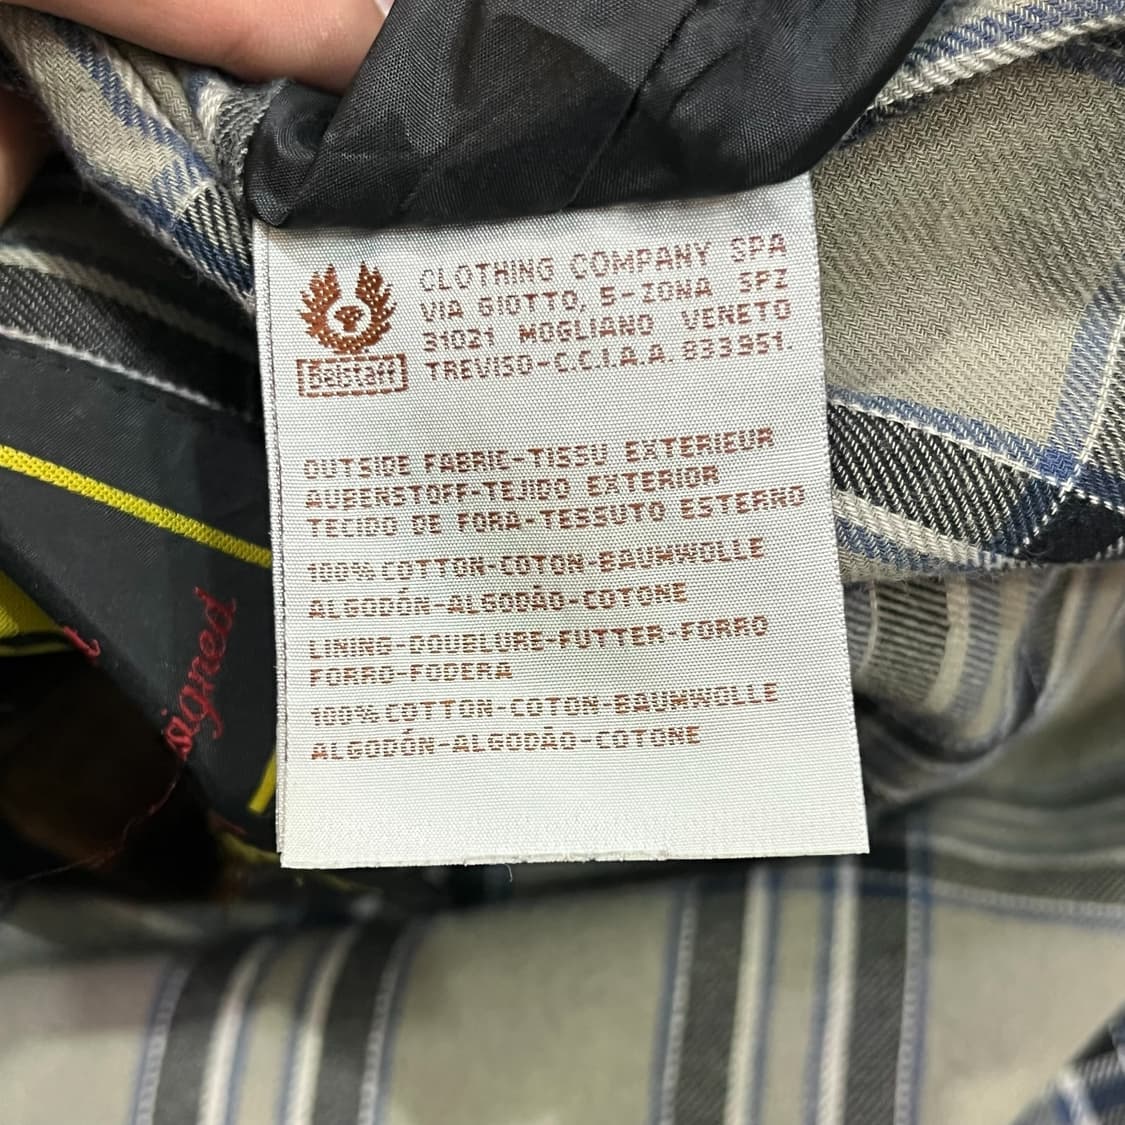 CLOTHING COMPANY SPA
VIA GIOTTO, 5-ZONA SPZ
31021 MOGLIANO VENETO
TREVISO-C.C.I.A.A. 833951.
Belstaff
OUTSIDE FABRIC-TISSU EXTERIEUR
AUBENSTOFF-TEJIDO EXTERIOR
TECIDO DE FORA-TESSUTO ESTERNO
100% COTTON-COTON-BAUMWOLLE
ALGODÓN-ALGODÃO-COTONE
LINING-DOUBLURE-FUTTER-FORRO
FORRO-FODERA
100% COTTON-COTON-BAUMWOLLE
ALGODÓN-ALGODÃO-COTONE
signed